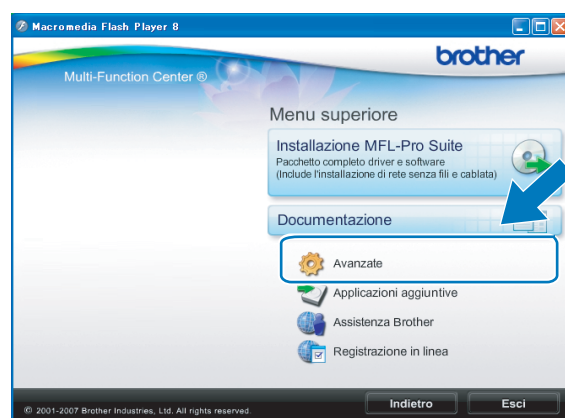 Macromedia Flash Player 8
brother
Multi-Function Center ®
Menu superiore
Installazione MFL-Pro Suite
Pacchetto completo driver e software
(Include l'installazione di rete senza fili e cablata)
Documentazione
Avanzate
Applicazioni aggiuntive
Assistenza Brother
Registrazione in linea
© 2001-2007 Brother Industries, Ltd. All rights reserved.
Indietro
Esci